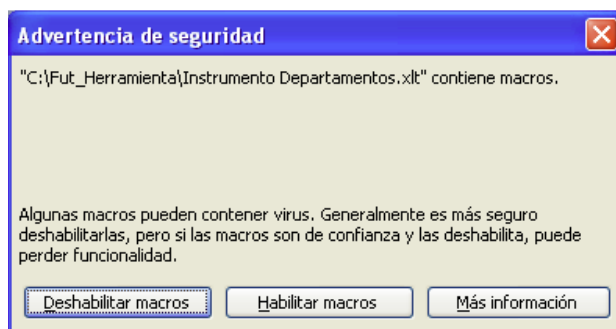 Advertencia de seguridad
"C:\Fut_Herramienta\Instrumento Departamentos.xlt" contiene macros.
Algunas macros pueden contener virus. Generalmente es más seguro
deshabilitarlas, pero si las macros son de confianza y las deshabilita, puede
perder funcionalidad.
Deshabilitar macros Habilitar macros Más información